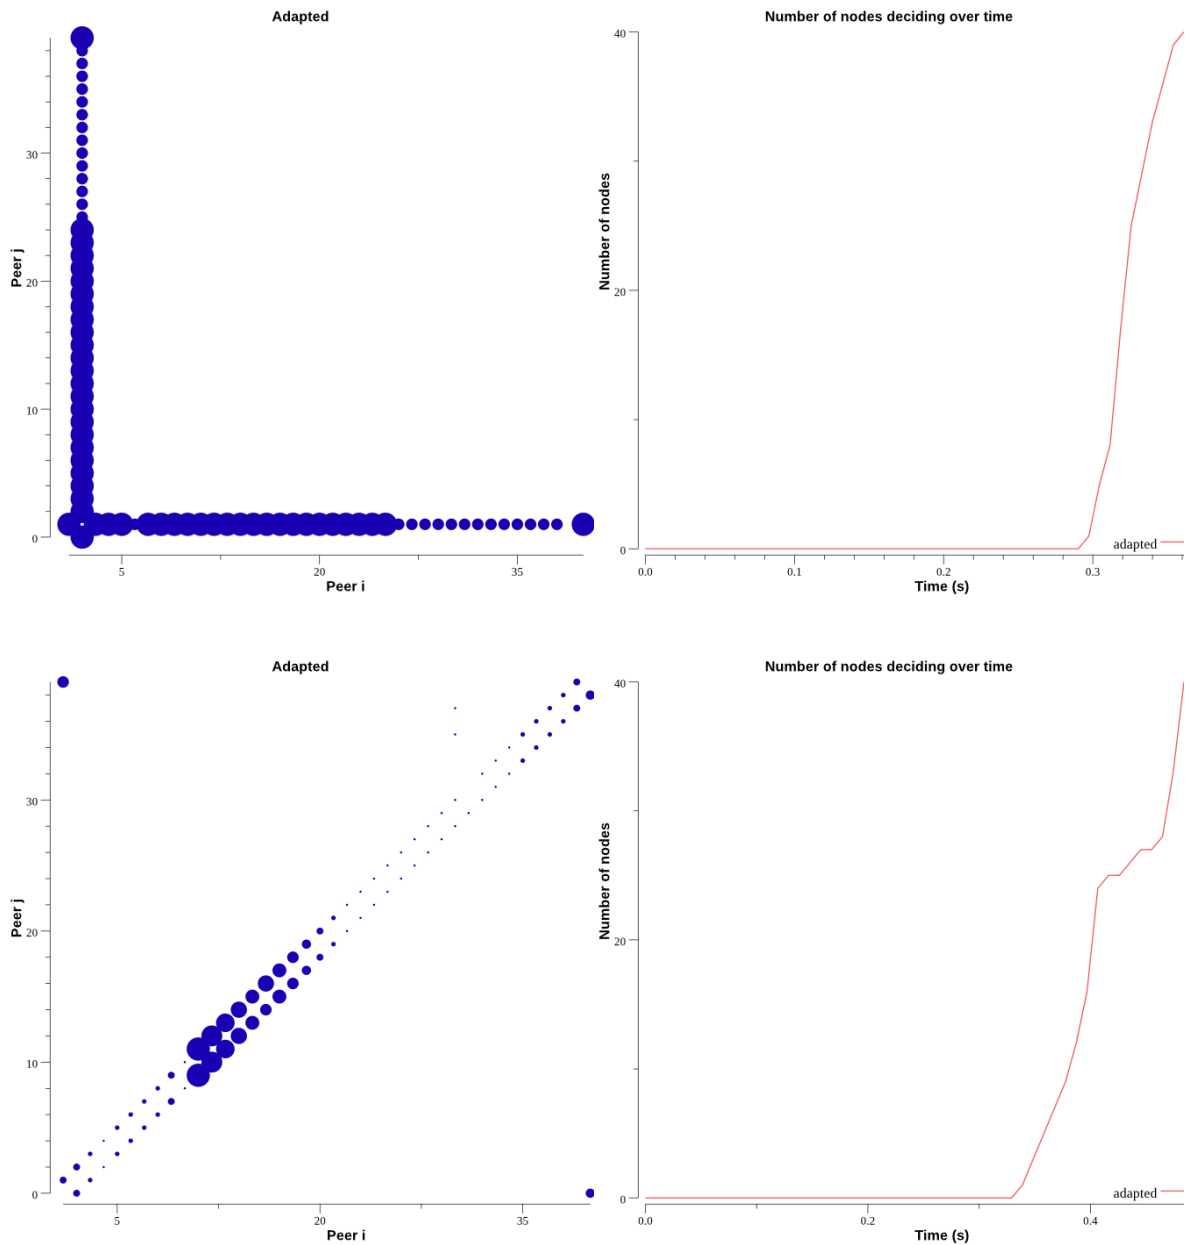 Adapted
30
20
10
0
5
20
35
Peer j
Peer i
Number of nodes deciding over time
40
20
0
0.0
0.1
0.2
0.3
Number of nodes
adapted
Time (s)
Adapted
30
20
10
0
5
20
35
Peer j
Peer i
Number of nodes deciding over time
40
20
0
0.0
0.2
0.4
Number of nodes
adapted
Time (s)